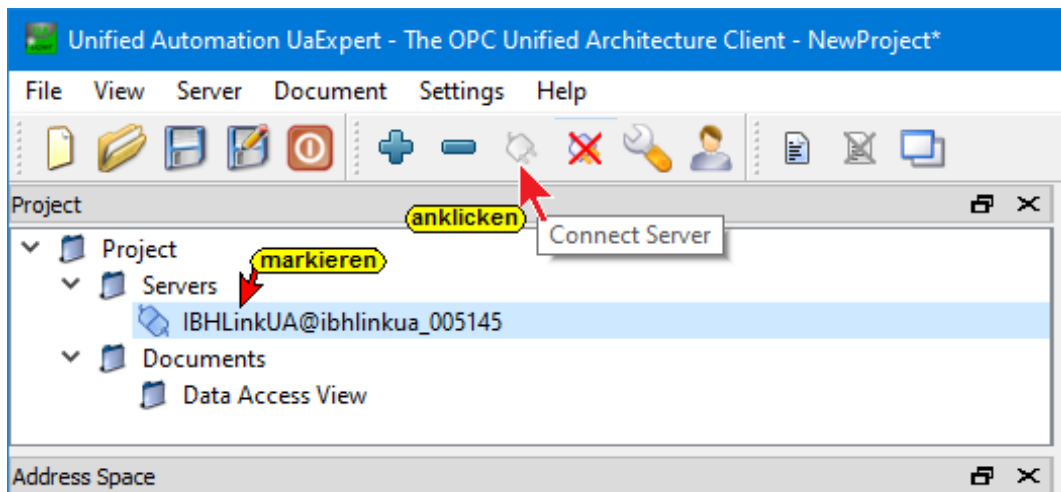 Unified Automation UaExpert - The OPC Unified Architecture Client - NewProject*
File View Server Document Settings Help
Project
anklicken
Connect Server
Project
markieren
Servers
IBHLinkUA@ibhlinkua_005145
Documents
Data Access View
Address Space